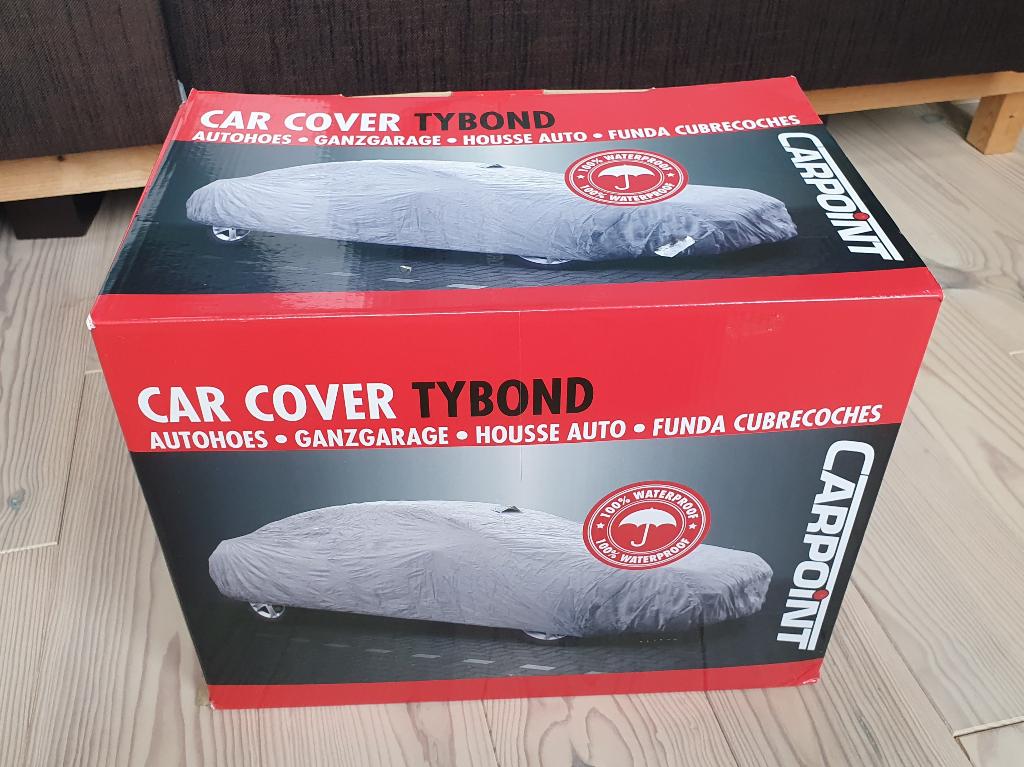 CAR COVER TYBOND
AUTOHOES • GANZGARAGE • HOUSSE AUTO • FUNDA CUBRECOCHES
100% WATERPROOF
100% WATERPROOF
CARPOiNT
CAR COVER TYBOND
AUTOHOES • GANZGARAGE • HOUSSE AUTO • FUNDA CUBRECOCHES
100% WATERPROOF
100% WATERPROOF
CARPOiNT